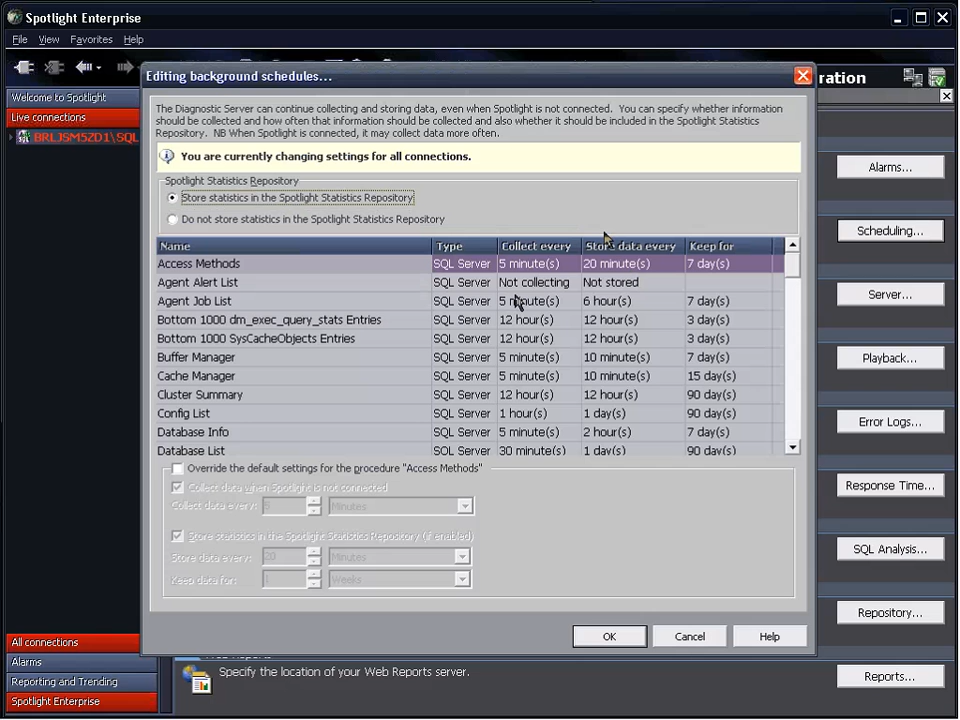 Spotlight Enterprise
File View Favorites Help
Welcome to Spotlight
Live connections
BRLJSM5ZD1\SQL
ration
Editing background schedules...
The Diagnostic Server can continue collecting and storing data, even when Spotlight is not connected. You can specify whether information
should be collected and how often that information should be collected and also whether it should be included in the Spotlight Statistics
Repository. NB When Spotlight is connected, it may collect data more often.
You are currently changing settings for all connections.
Spotlight Statistics Repository
Store statistics in the Spotlight Statistics Repository
Do not store statistics in the Spotlight Statistics Repository
Name Type Collect every Store data every Keep for
Access Methods SQL Server 5 minute(s) 20 minute(s) 7 day(s)
Agent Alert List SQL Server Not collecting Not stored
Agent Job List SQL Server 5 minute(s) 6 hour(s) 7 day(s)
Bottom 1000 dm_exec_query_stats Entries SQL Server 12 hour(s) 12 hour(s) 3 day(s)
Bottom 1000 SysCacheObjects Entries SQL Server 12 hour(s) 12 hour(s) 3 day(s)
Buffer Manager SQL Server 5 minute(s) 10 minute(s) 7 day(s)
Cache Manager SQL Server 5 minute(s) 10 minute(s) 15 day(s)
Cluster Summary SQL Server 12 hour(s) 12 hour(s) 90 day(s)
Config List SQL Server 1 hour(s) 1 day(s) 90 day(s)
Database Info SQL Server 5 minute(s) 2 hour(s) 7 day(s)
Database List SQL Server 30 minute(s) 1 day(s) 90 day(s)
Override the default settings for the procedure "Access Methods"
Collect data when Spotlight is not connected
Collect data every: 5 Minutes
Store statistics in the Spotlight Statistics Repository (if enabled)
Store data every: 20 Minutes
Keep data for: 1 Weeks
OK Cancel Help
Alarms...
Scheduling...
Server...
Playback...
Error Logs...
Response Time...
SQL Analysis...
Repository...
Reports...
All connections
Alarms
Reporting and Trending
Spotlight Enterprise
Specify the location of your Web Reports server.